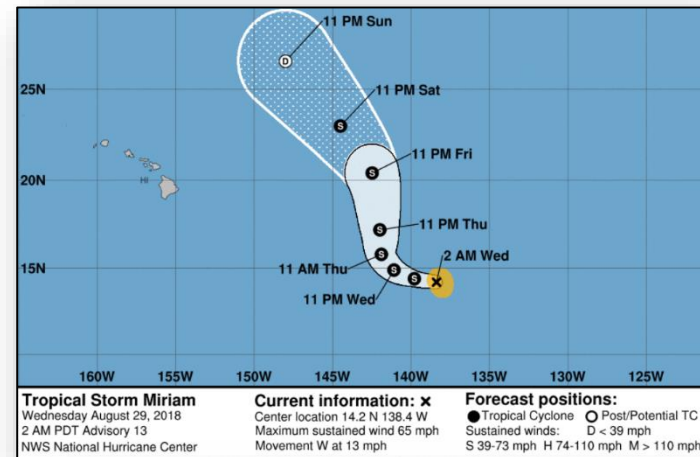 11 PM Sun
D
25N
11 PM Sat
S
11 PM Fri
HI
20N
S
11 PM Thu
S
2 AM Wed
11 AM Thu
S
15N
S
S
11 PM Wed
160W 155W 150W 145W 140W 135W 130W 125W
Tropical Storm Miriam
Wednesday August 29, 2018
2 AM PDT Advisory 13
NWS National Hurricane Center
Current information: ×
Center location 14.2 N 138.4 W
Maximum sustained wind 65 mph
Movement W at 13 mph
Forecast positions:
● Tropical Cyclone ○ Post/Potential TC
Sustained winds: D < 39 mph
S 39-73 mph H 74-110 mph M > 110 mph